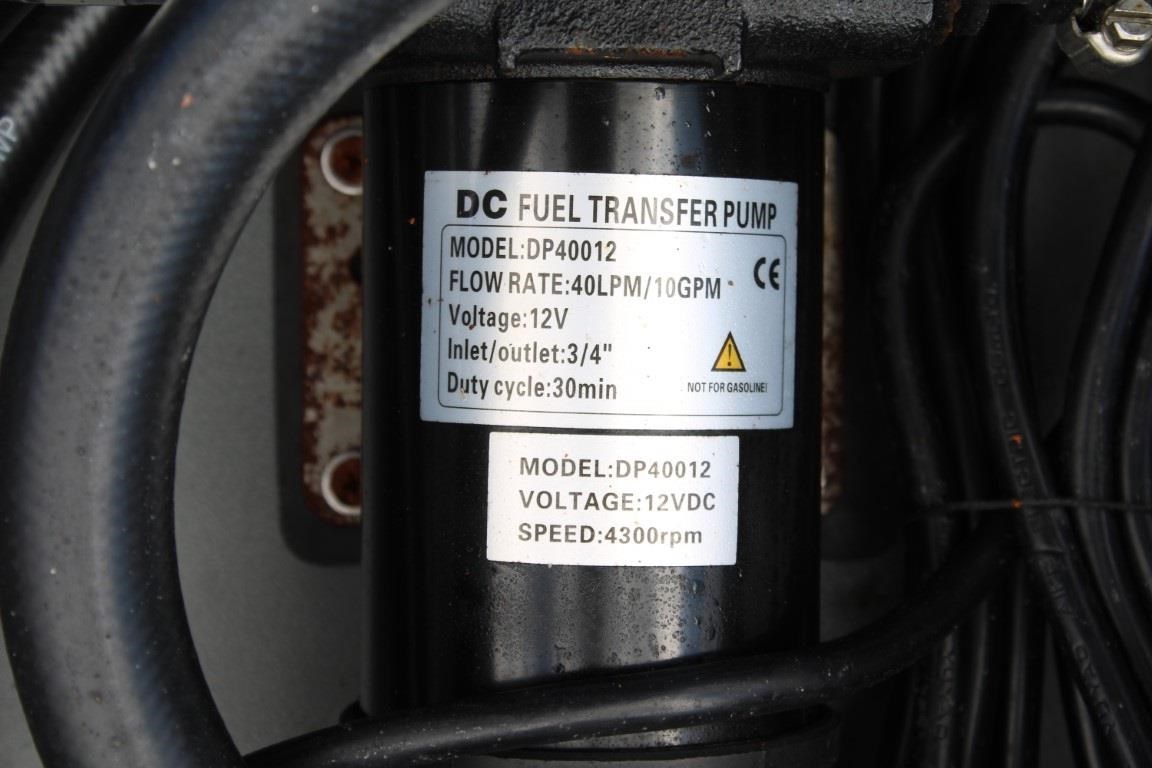 DC FUEL TRANSFER PUMP
MODEL:DP40012
FLOW RATE:40LPM/10GPM
CE
Voltage:12V
Inlet/outlet:3/4"
Duty cycle:30min
NOT FOR GASOLINE!
MODEL:DP40012
VOLTAGE:12VDC
SPEED:4300rpm